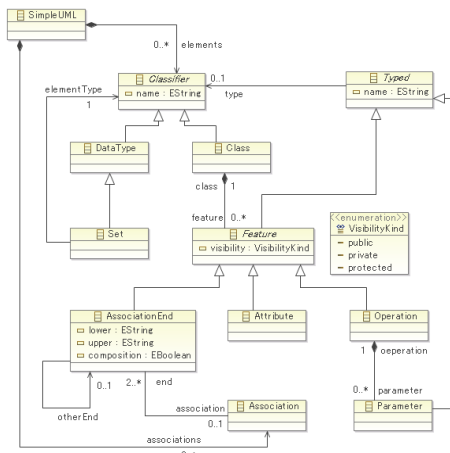 SimpleUML
0..* elements
Classifier
name : EString
0..1
type
Typed
name : EString
elementType
1
DataType
Class
class 1
feature 0..*
Set
Feature
visibility : VisibilityKind
<<enumeration>>
VisibilityKind
public
private
protected
AssociationEnd
lower : EString
upper : EString
composition : EBoolean
Attribute
Operation
1 oeperation
0..1
otherEnd
2..* end
association
0..1
Association
0..* parameter
Parameter
associations